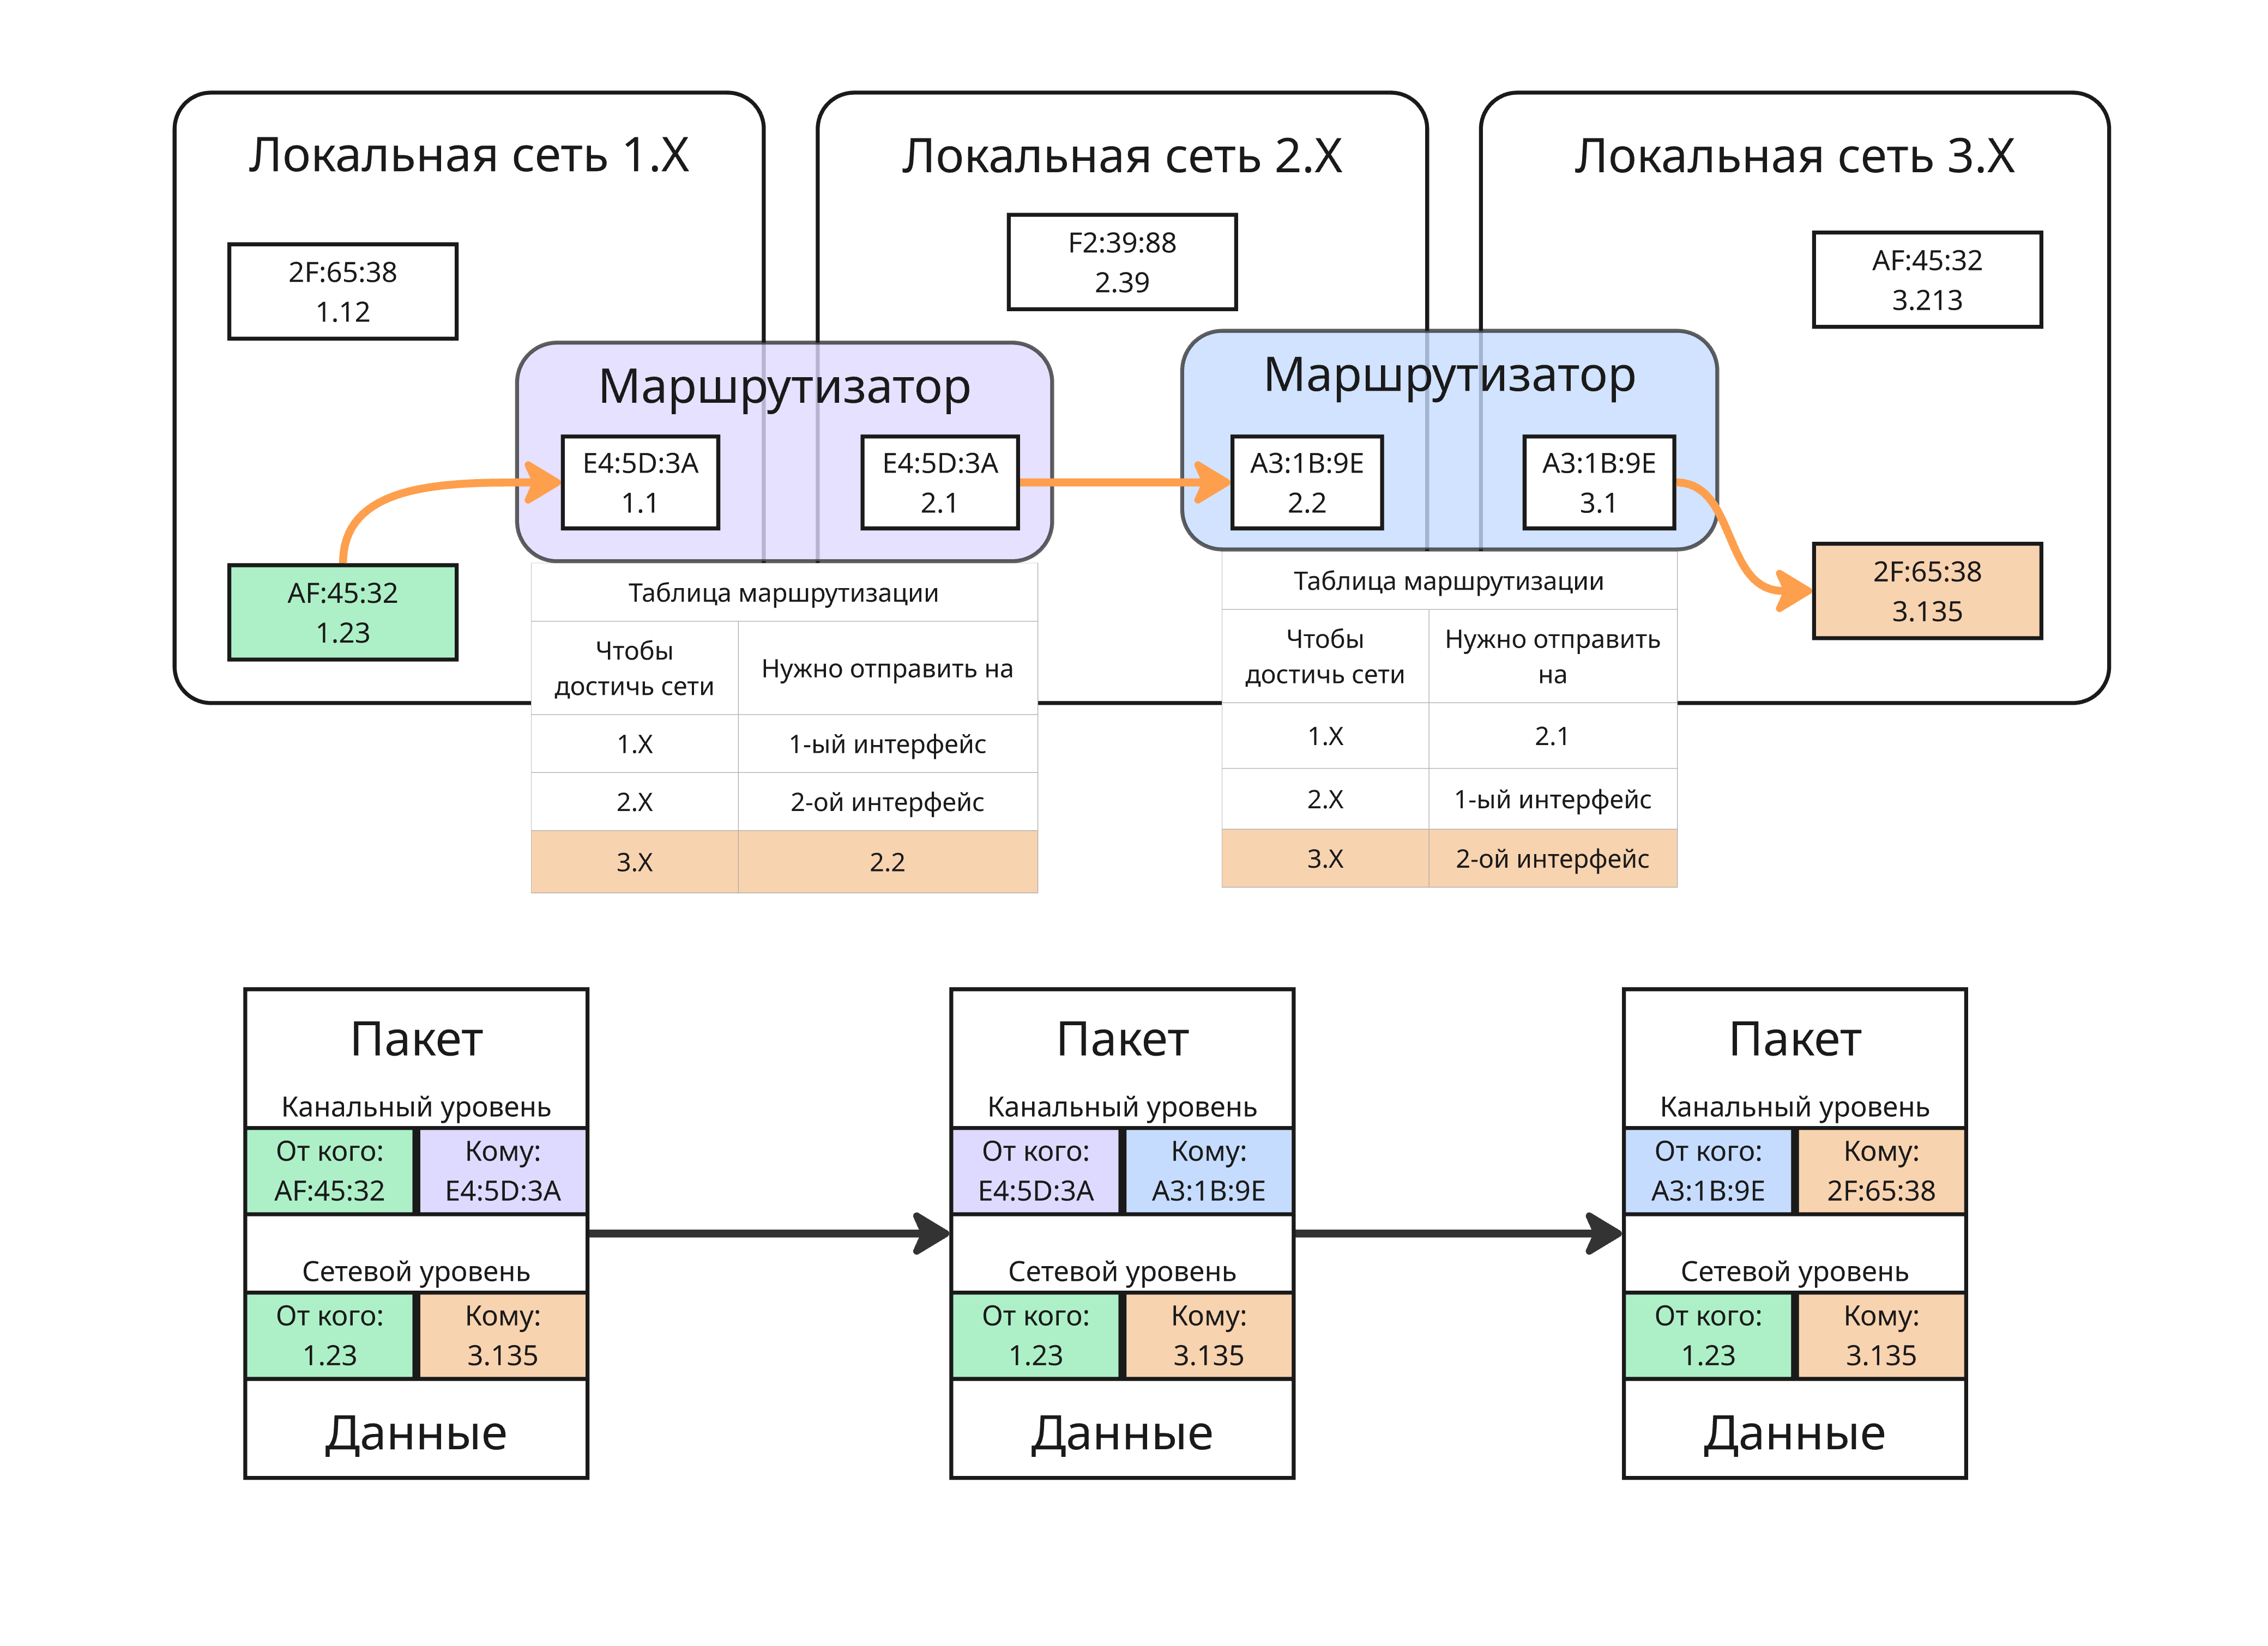 Локальная сеть 1.X
Локальная сеть 2.X
Локальная сеть 3.X
2F:65:38
1.12
F2:39:88
2.39
AF:45:32
3.213
Маршрутизатор
E4:5D:3A
1.1
E4:5D:3A
2.1
Маршрутизатор
A3:1B:9E
2.2
A3:1B:9E
3.1
AF:45:32
1.23
2F:65:38
3.135
Таблица маршрутизации
Чтобы
достичь сети
Нужно отправить на
1.X
1-ый интерфейс
2.X
2-ой интерфейс
3.X
2.2
Таблица маршрутизации
Чтобы
достичь сети
Нужно отправить
на
1.X
2.1
2.X
1-ый интерфейс
3.X
2-ой интерфейс
Пакет
Канальный уровень
От кого:
AF:45:32
Кому:
E4:5D:3A
Сетевой уровень
От кого:
1.23
Кому:
3.135
Данные
Пакет
Канальный уровень
От кого:
E4:5D:3A
Кому:
A3:1B:9E
Сетевой уровень
От кого:
1.23
Кому:
3.135
Данные
Пакет
Канальный уровень
От кого:
A3:1B:9E
Кому:
2F:65:38
Сетевой уровень
От кого:
1.23
Кому:
3.135
Данные